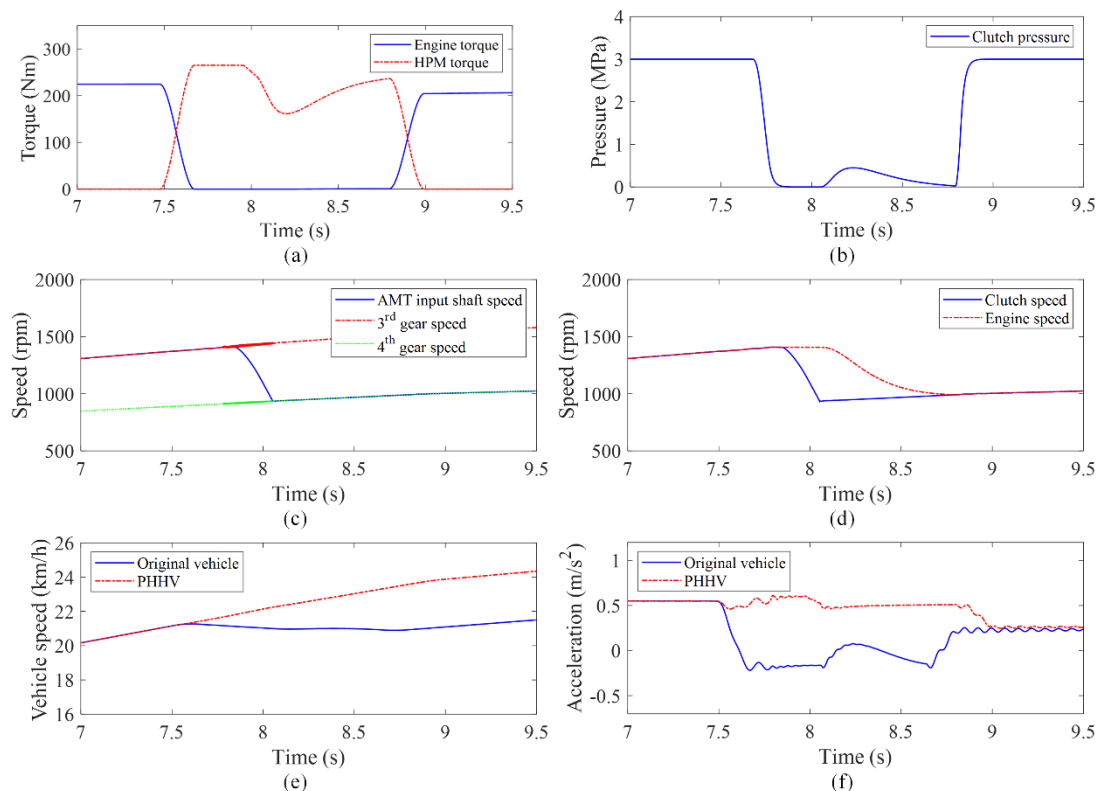 Engine torque
HPM torque
300
200
100
0
Torque (Nm)
7 7.5 8 8.5 9 9.5
Time (s)
(a)
Clutch pressure
4
3
2
1
0
Pressure (MPa)
7 7.5 8 8.5 9 9.5
Time (s)
(b)
AMT input shaft speed
3rd gear speed
4th gear speed
2000
1500
1000
500
Speed (rpm)
7 7.5 8 8.5 9 9.5
Time (s)
(c)
Clutch speed
Engine speed
2000
1500
1000
500
Speed (rpm)
7 7.5 8 8.5 9 9.5
Time (s)
(d)
Original vehicle
PHHV
26
24
22
20
18
16
Vehicle speed (km/h)
7 7.5 8 8.5 9 9.5
Time (s)
(e)
Original vehicle
PHHV
1
0.5
0
-0.5
Acceleration (m/s²)
7 7.5 8 8.5 9 9.5
Time (s)
(f)